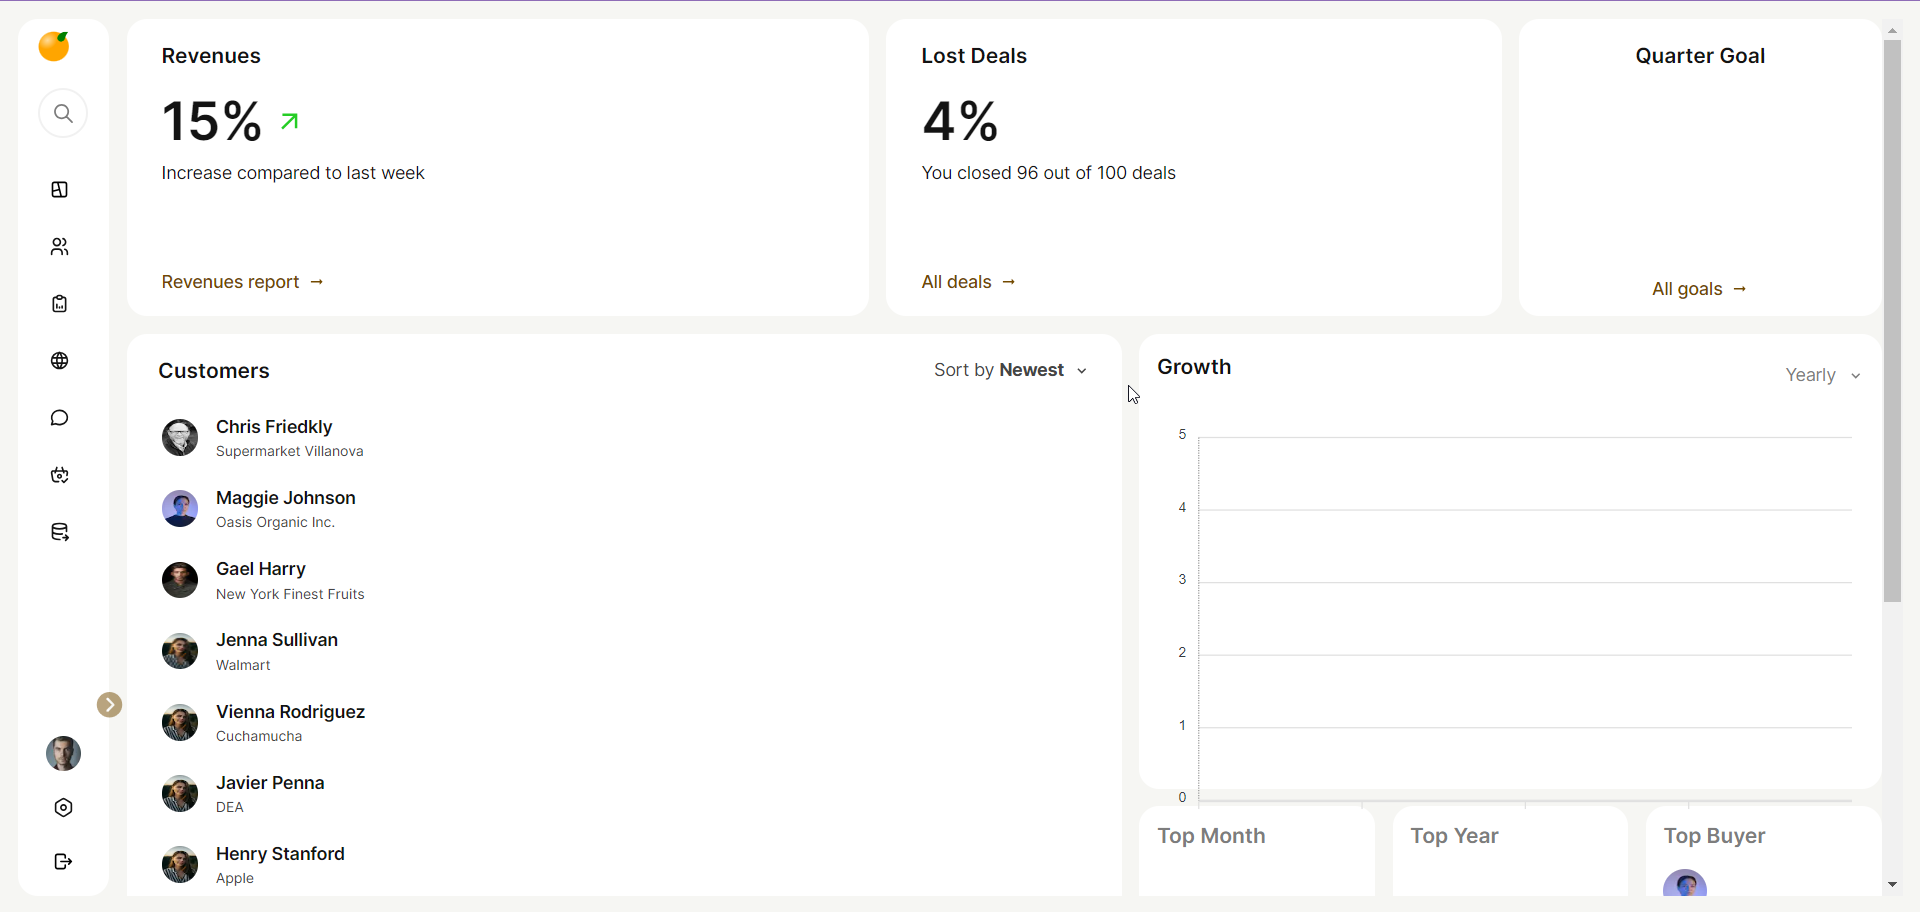 Revenues
15%
Increase compared to last week
Revenues report →
Lost Deals
4%
You closed 96 out of 100 deals
All deals →
Quarter Goal
All goals →
Customers
Sort by Newest
Chris Friedkly
Supermarket Villanova
Maggie Johnson
Oasis Organic Inc.
Gael Harry
New York Finest Fruits
Jenna Sullivan
Walmart
Vienna Rodriguez
Cuchamucha
Javier Penna
DEA
Henry Stanford
Apple
Growth
Yearly
5
4
3
2
1
0
Top Month
Top Year
Top Buyer